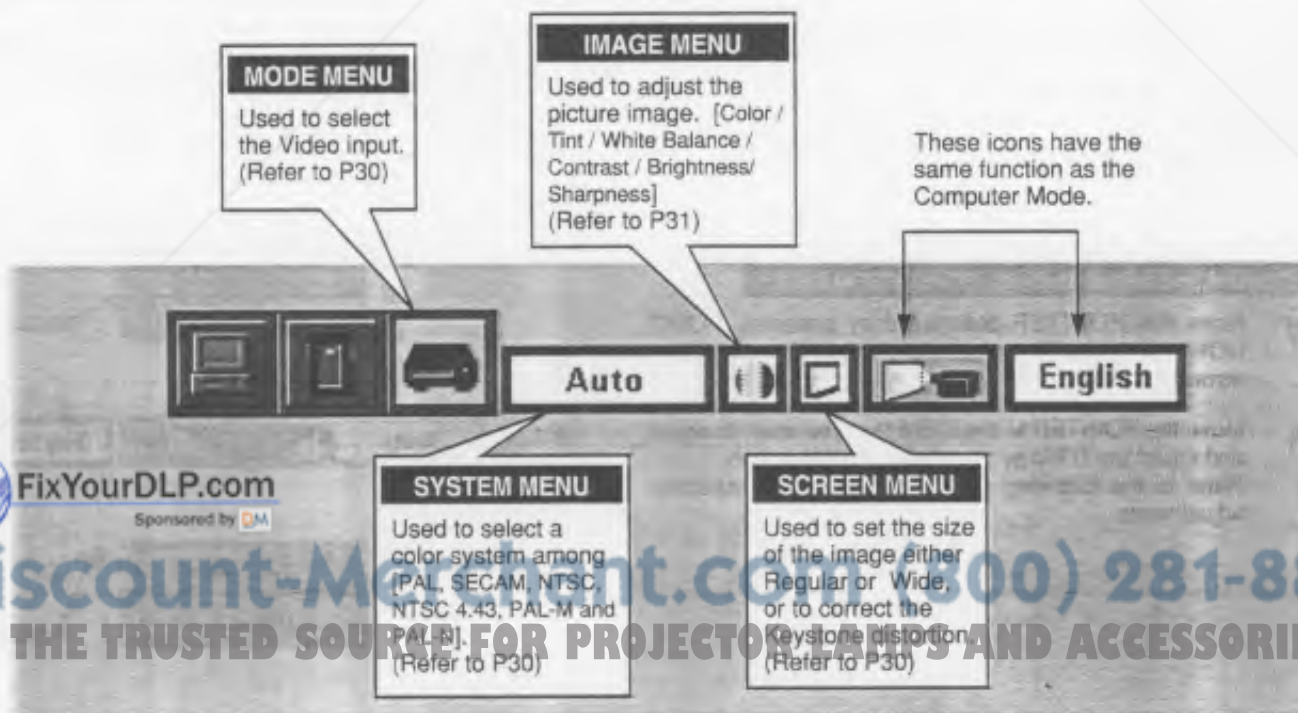 MODE MENU
Used to select
the Video input.
(Refer to P30)
IMAGE MENU
Used to adjust the
picture image. [Color /
Tint / White Balance /
Contrast / Brightness/
Sharpness]
(Refer to P31)
These icons have the
same function as the
Computer Mode.
Auto
English
SYSTEM MENU
Used to select a
color system among
[PAL, SECAM, NTSC,
NTSC 4.43, PAL-M and
PAL-N].
(Refer to P30)
SCREEN MENU
Used to set the size
of the image either
Regular or Wide,
or to correct the
Keystone distortion.
(Refer to P30)
FixYourDLP.com
Sponsored by DM
iscount-Merchant.com (800) 281-88
THE TRUSTED SOURCE FOR PROJECTOR LAMPS AND ACCESSORIE